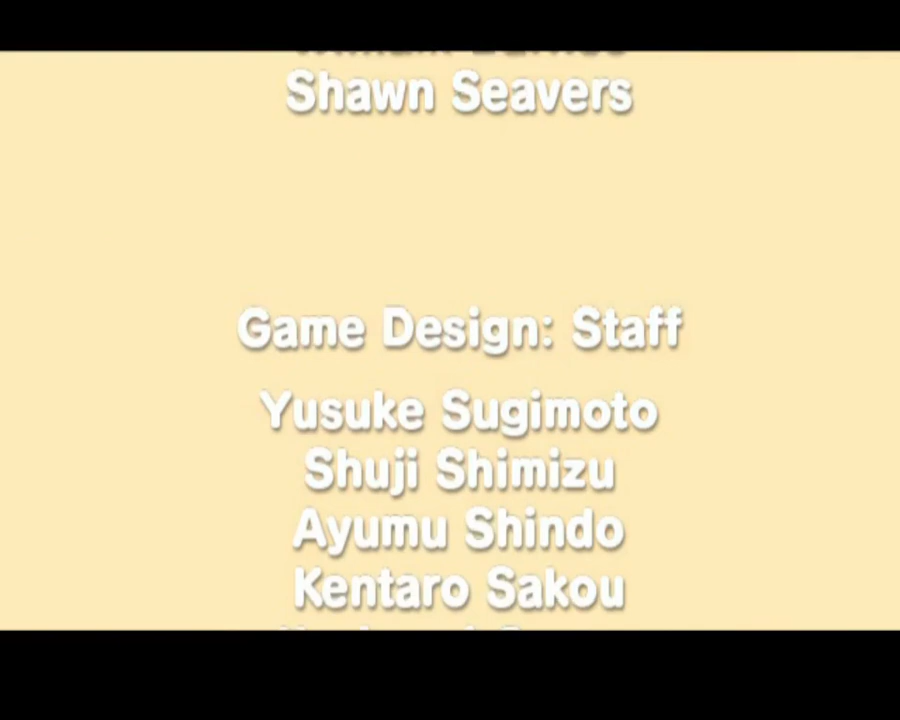 Shawn Seavers
Game Design: Staff
Yusuke Sugimoto
Shuji Shimizu
Ayumu Shindo
Kentaro Sakou